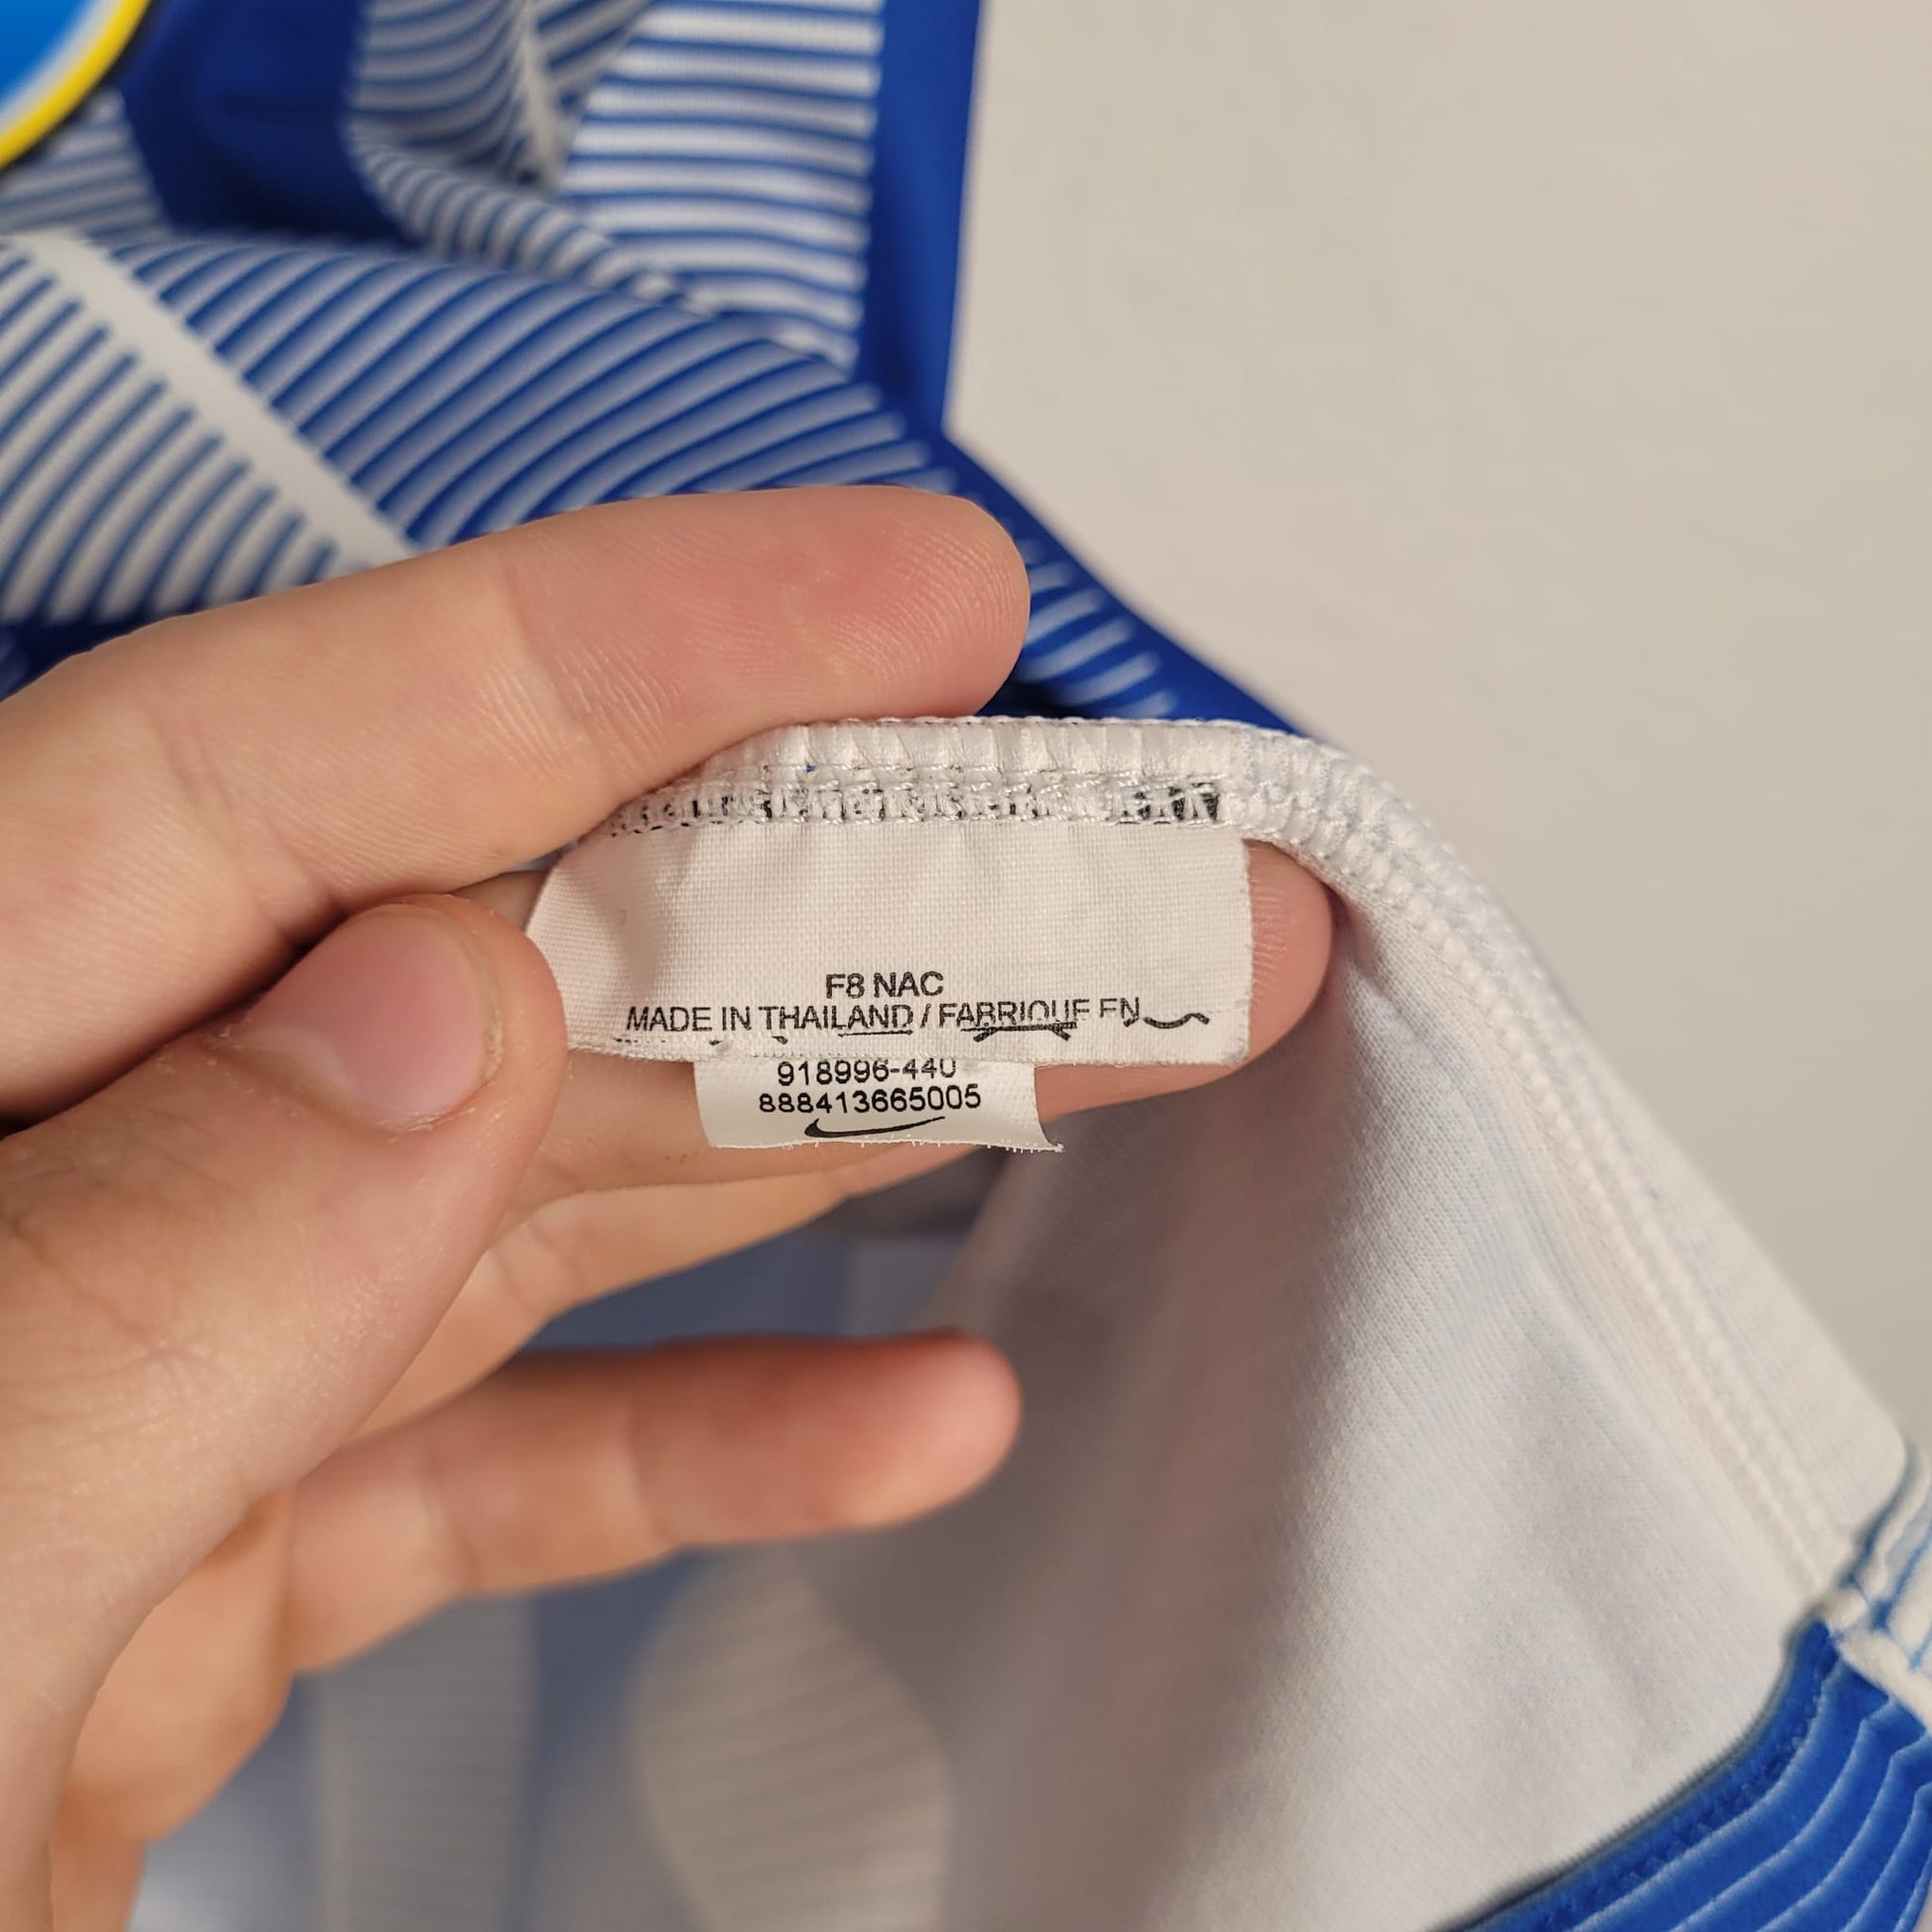 F8 NAC
MADE IN THAILAND / FABRIQUE EN
918996-440
888413665005